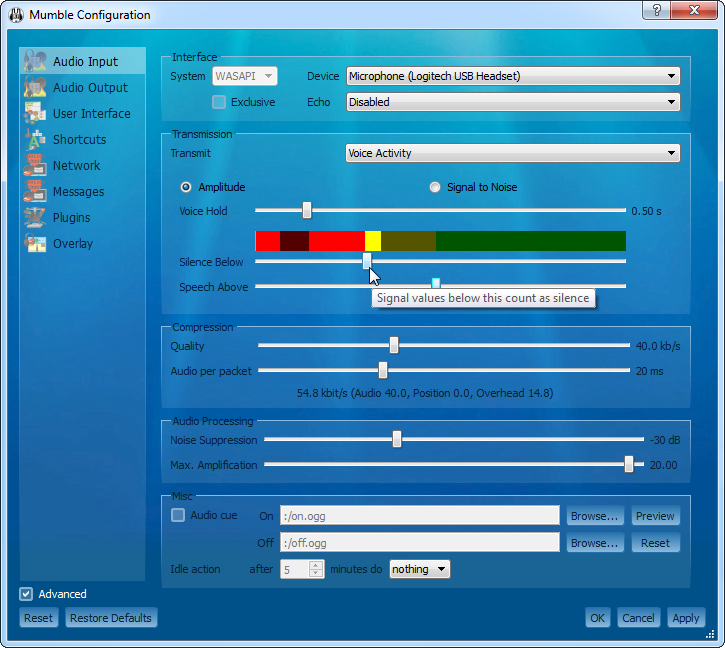 Mumble Configuration
?
Audio Input
Audio Output
User Interface
Shortcuts
Network
Messages
Plugins
Overlay
Interface
System WASAPI Device Microphone (Logitech USB Headset)
Exclusive Echo Disabled
Transmission
Transmit Voice Activity
Amplitude Signal to Noise
Voice Hold 0.50 s
Silence Below
Speech Above
Signal values below this count as silence
Compression
Quality 40.0 kb/s
Audio per packet 20 ms
54.8 kbit/s (Audio 40.0, Position 0.0, Overhead 14.8)
Audio Processing
Noise Suppression -30 dB
Max. Amplification 20.00
Misc
Audio cue On :/on.ogg Browse... Preview
Off :/off.ogg Browse... Reset
Idle action after 5 minutes do nothing
Advanced
Reset Restore Defaults OK Cancel Apply